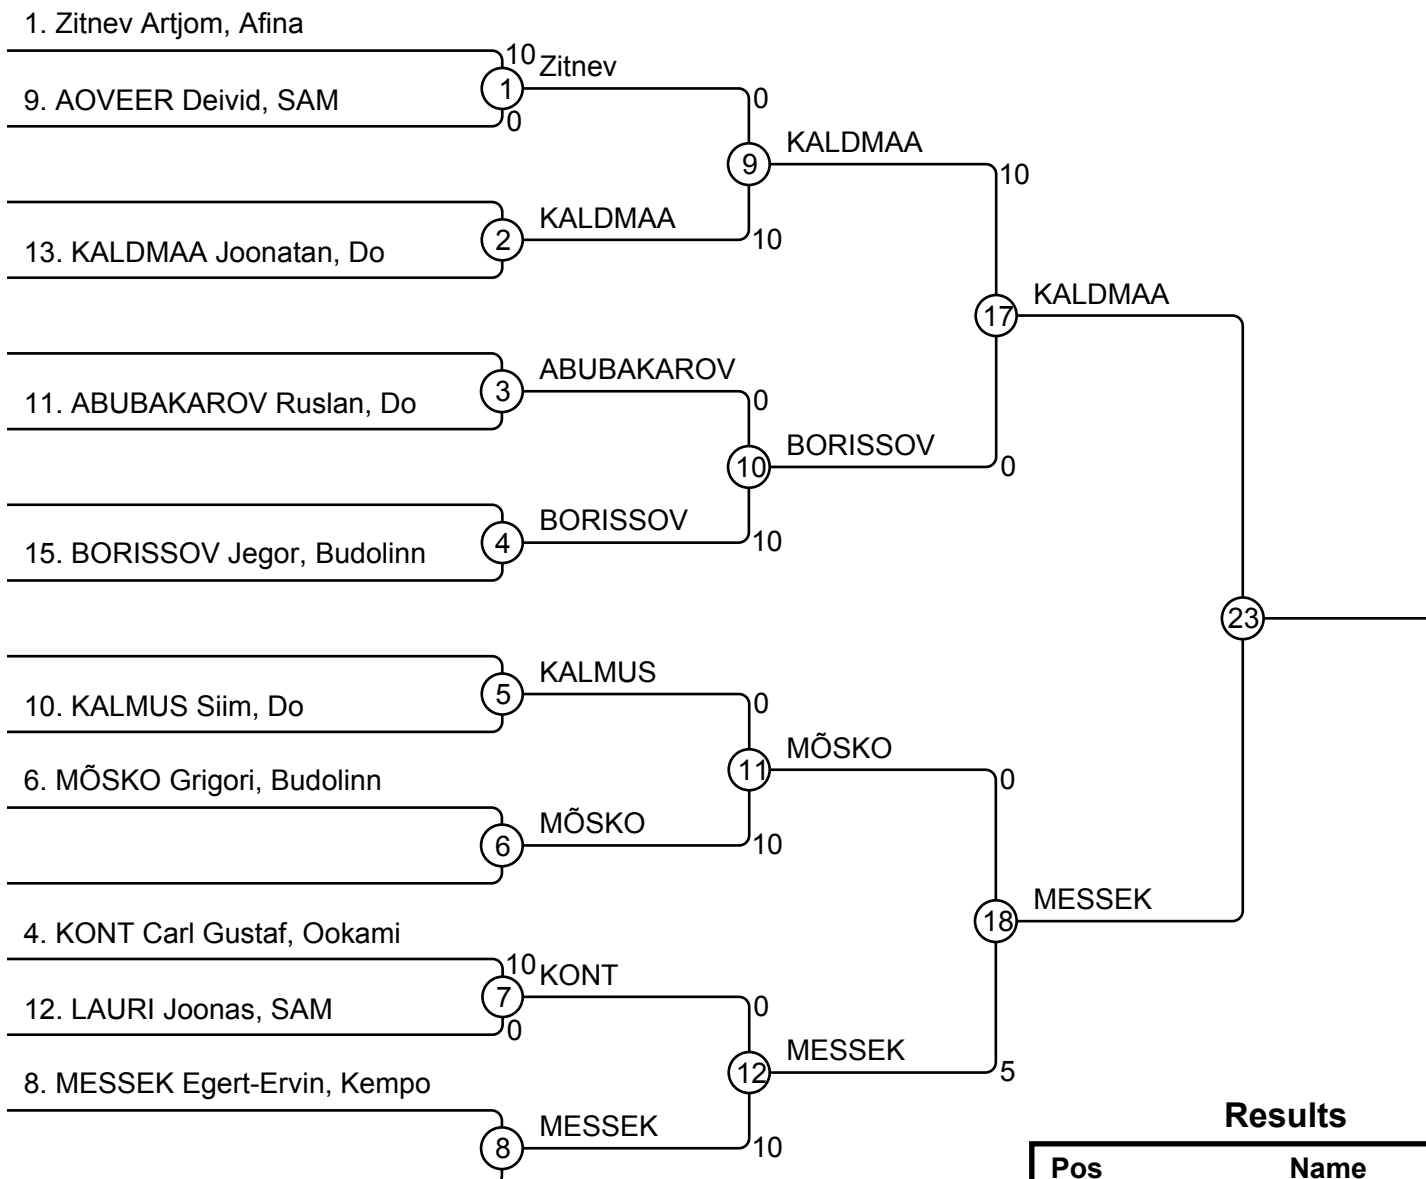 1. Zitnev Artjom, Afina
10
Zitnev
1
9. AOVEER Deivid, SAM
0
0
KALDMAA
9
10
KALDMAA
2
13. KALDMAA Joonatan, Do
10
KALDMAA
17
ABUBAKAROV
3
11. ABUBAKAROV Ruslan, Do
0
BORISSOV
10
0
BORISSOV
4
15. BORISSOV Jegor, Budolinn
10
23
KALMUS
5
10. KALMUS Siim, Do
0
MÕSKO
11
0
6. MÕSKO Grigori, Budolinn
MÕSKO
6
10
MESSEK
18
4. KONT Carl Gustaf, Ookami
10
KONT
7
12. LAURI Joonas, SAM
0
0
MESSEK
12
5
8. MESSEK Egert-Ervin, Kempo
MESSEK
8
10
Results
Pos Name